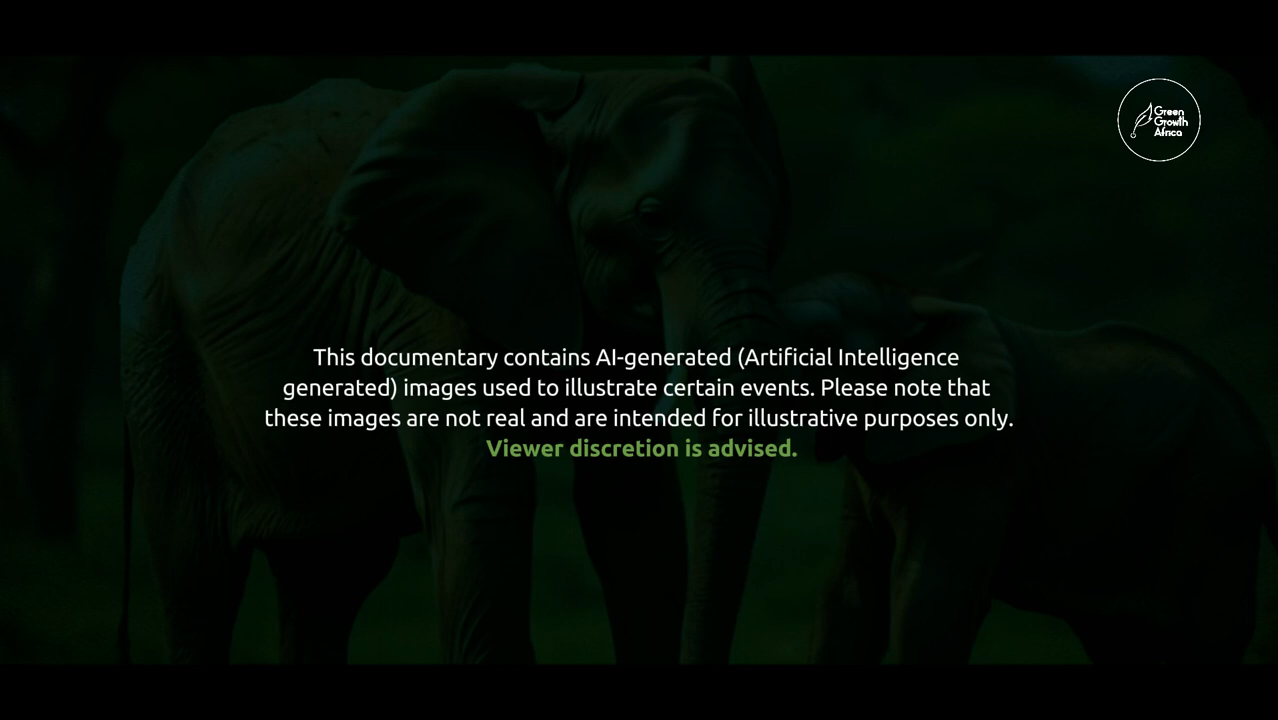 Green
Growth
Africa
This documentary contains AI-generated (Artificial Intelligence
generated) images used to illustrate certain events. Please note that
these images are not real and are intended for illustrative purposes only.
Viewer discretion is advised.